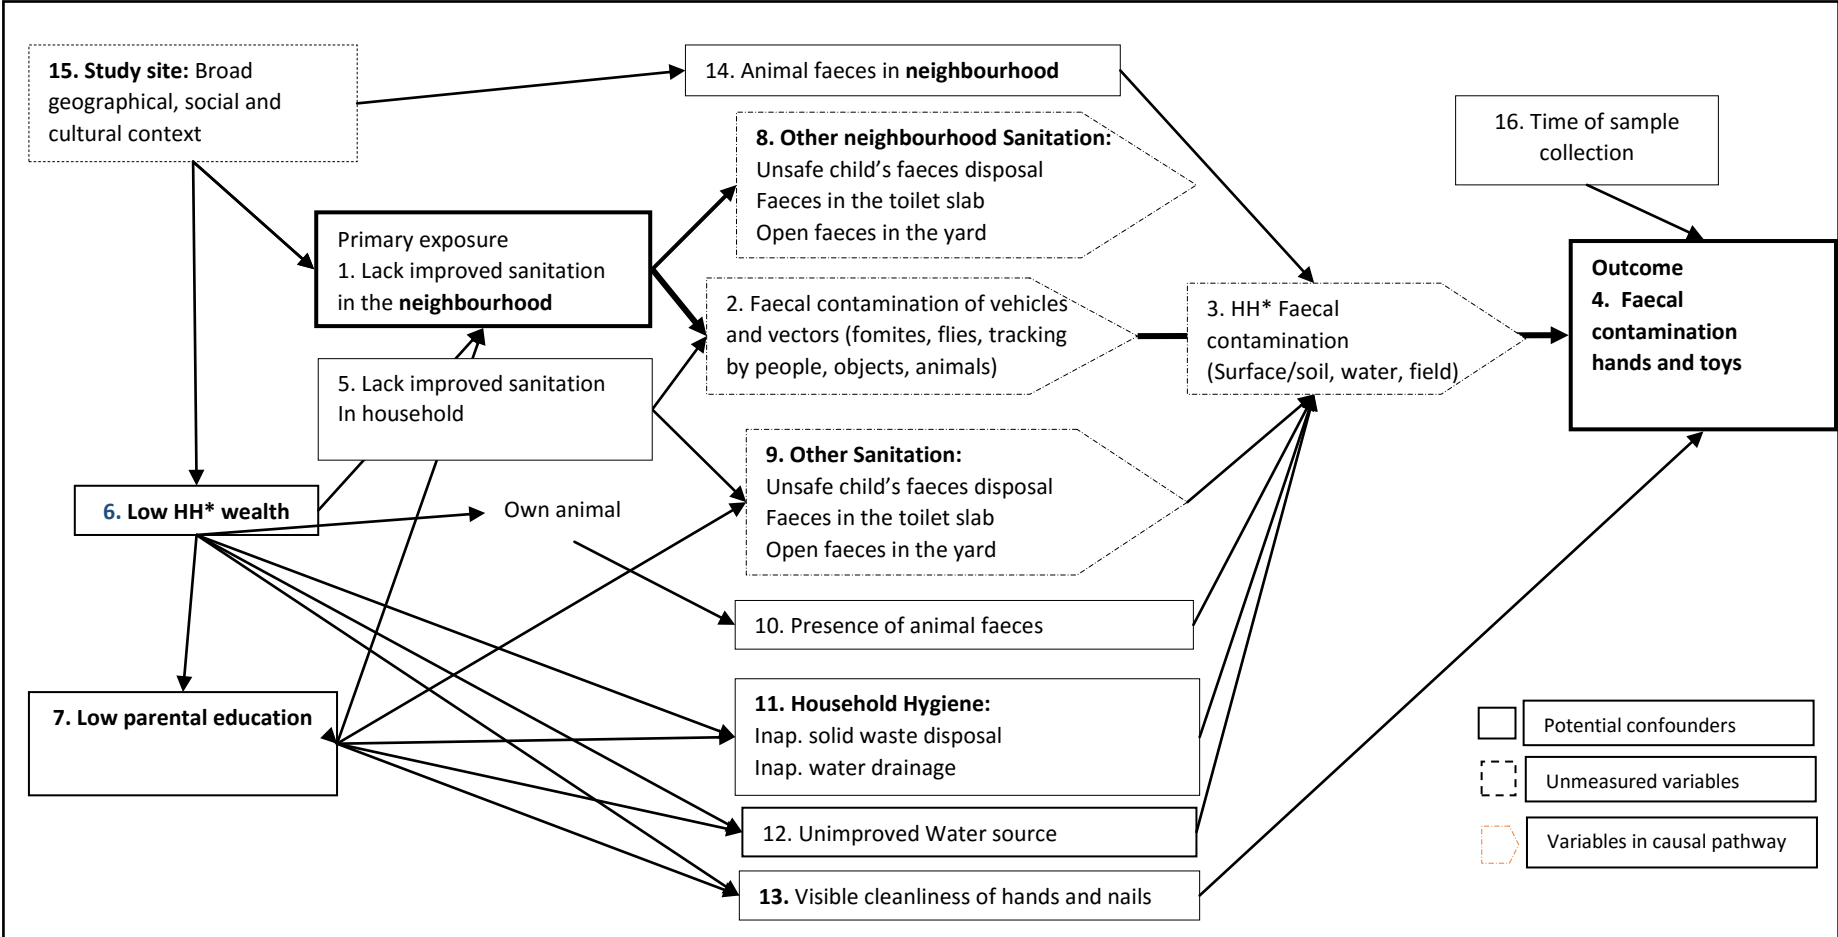 15. Study site: Broad
geographical, social and
cultural context
14. Animal faeces in neighbourhood
16. Time of sample
collection
8. Other neighbourhood Sanitation:
Unsafe child’s faeces disposal
Faeces in the toilet slab
Open faeces in the yard
Primary exposure
1. Lack improved sanitation
in the neighbourhood
2. Faecal contamination of vehicles
and vectors (fomites, flies, tracking
by people, objects, animals)
3. HH* Faecal
contamination
(Surface/soil, water, field)
Outcome
4. Faecal
contamination
hands and toys
5. Lack improved sanitation
In household
9. Other Sanitation:
Unsafe child’s faeces disposal
Faeces in the toilet slab
Open faeces in the yard
6. Low HH* wealth
Own animal
10. Presence of animal faeces
7. Low parental education
11. Household Hygiene:
Inap. solid waste disposal
Inap. water drainage
12. Unimproved Water source
13. Visible cleanliness of hands and nails
Potential confounders
Unmeasured variables
Variables in causal pathway